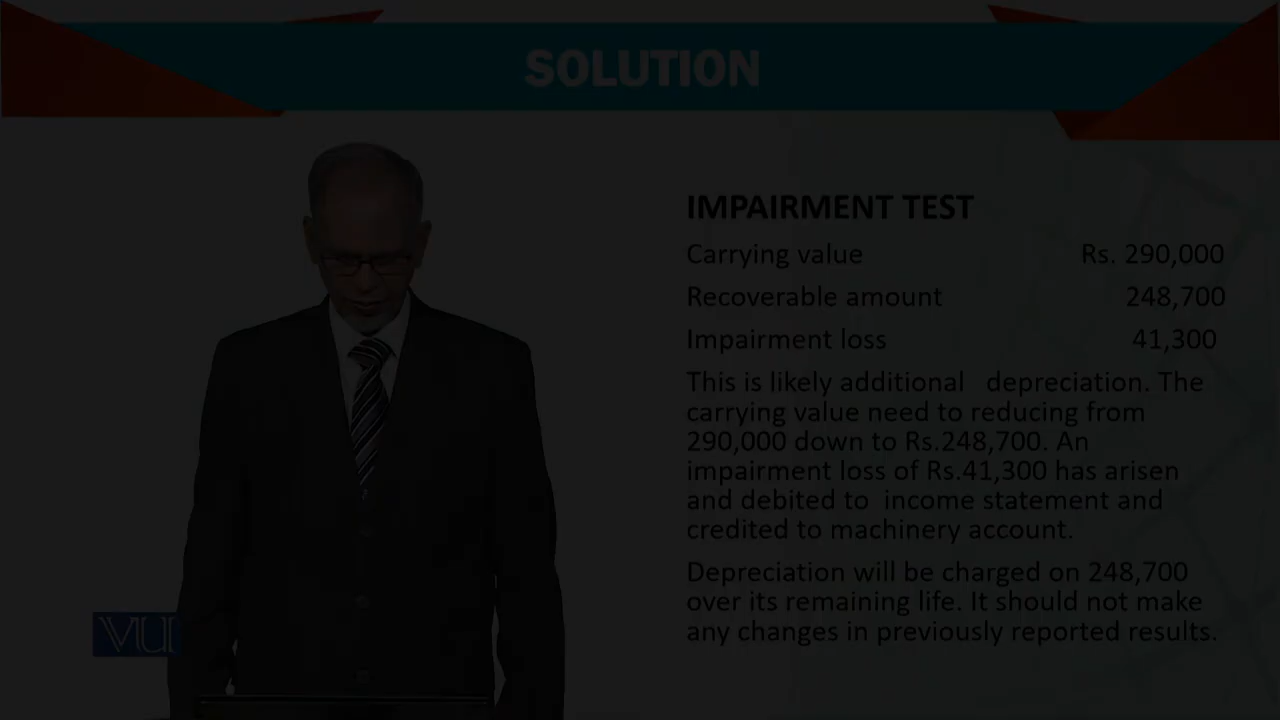 SOLUTION
IMPAIRMENT TEST
Carrying value Rs. 290,000
Recoverable amount 248,700
Impairment loss 41,300
This is likely additional depreciation. The
carrying value need to reducing from
290,000 down to Rs.248,700. An
impairment loss of Rs.41,300 has arisen
and debited to income statement and
credited to machinery account.
Depreciation will be charged on 248,700
over its remaining life. It should not make
any changes in previously reported results.
VU